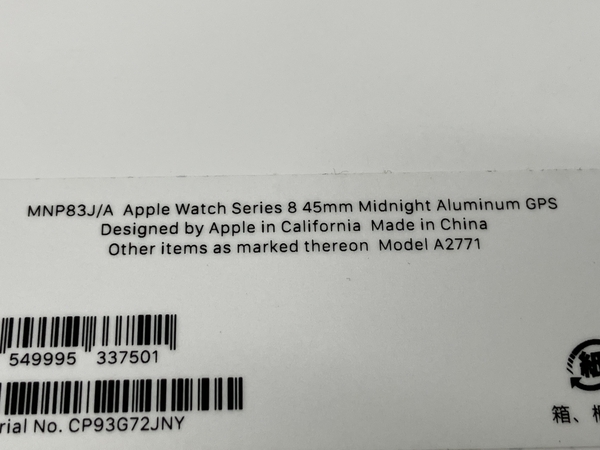 MNP83J/A Apple Watch Series 8 45mm Midnight Aluminum GPS
Designed by Apple in California Made in China
Other items as marked thereon Model A2771
549995 337501
rial No. CP93G72JNY
紙
箱、